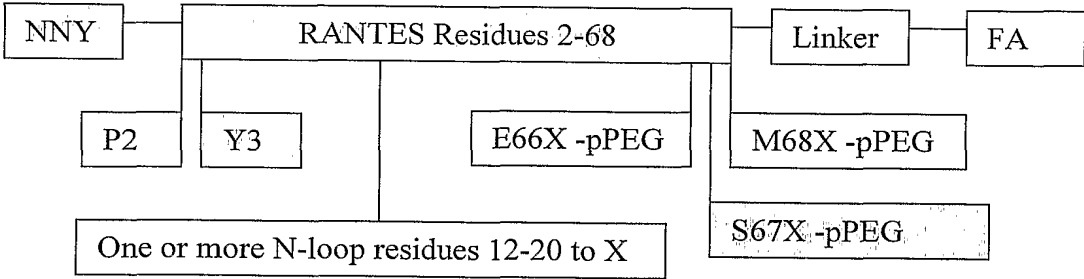 NNY
RANTES Residues 2-68
Linker
FA
P2
Y3
E66X -pPEG
M68X -pPEG
S67X -pPEG
One or more N-loop residues 12-20 to X